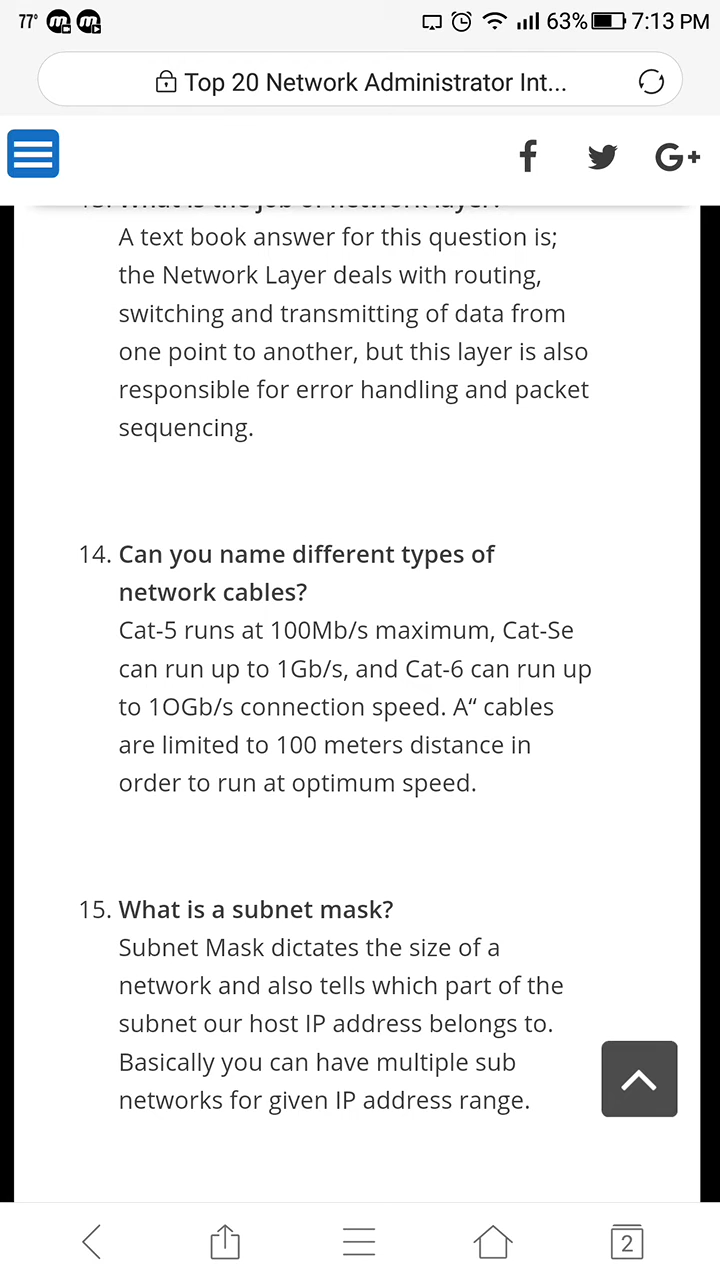 77°
63%
7:13 PM
Top 20 Network Administrator Int...
f
G+
A text book answer for this question is;
the Network Layer deals with routing,
switching and transmitting of data from
one point to another, but this layer is also
responsible for error handling and packet
sequencing.
14. Can you name different types of
network cables?
Cat-5 runs at 100Mb/s maximum, Cat-Se
can run up to 1Gb/s, and Cat-6 can run up
to 1OGb/s connection speed. A“ cables
are limited to 100 meters distance in
order to run at optimum speed.
15. What is a subnet mask?
Subnet Mask dictates the size of a
network and also tells which part of the
subnet our host IP address belongs to.
Basically you can have multiple sub
networks for given IP address range.
2